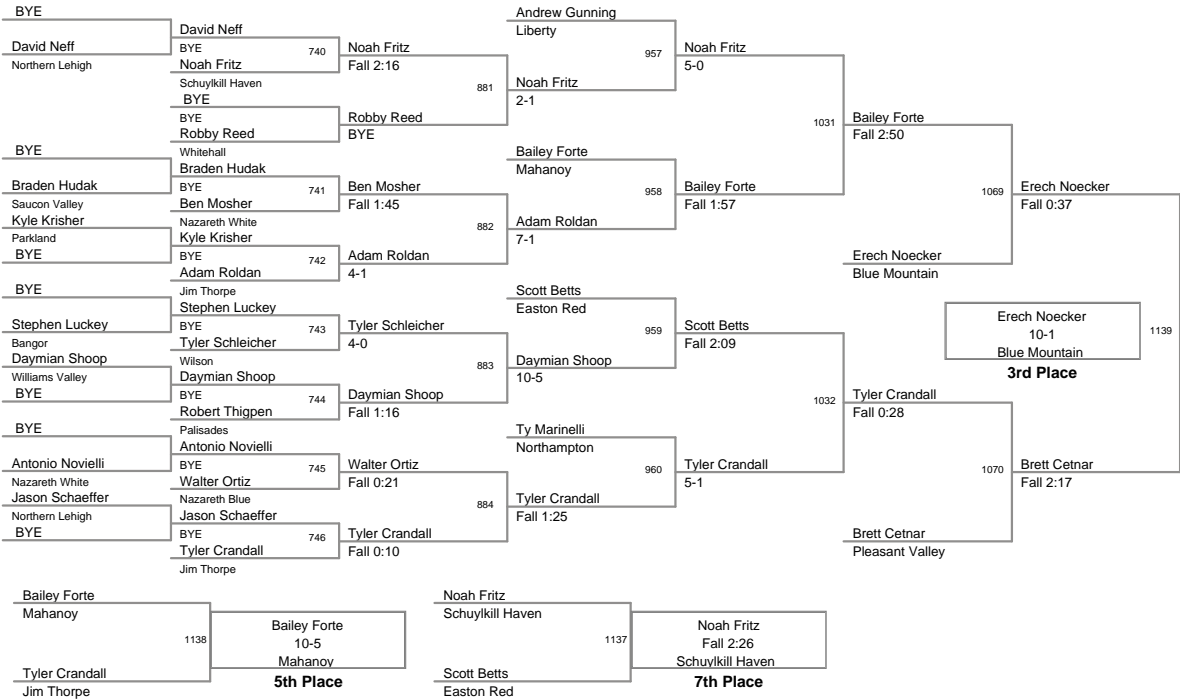 BYE
David Neff
Northern Lehigh
BYE
Braden Hudak
Saucon Valley
Kyle Krisher
Parkland
BYE
BYE
Stephen Luckey
Bangor
Daymian Shoop
Williams Valley
BYE
BYE
Antonio Novielli
Nazareth White
Jason Schaeffer
Northern Lehigh
BYE
David Neff
BYE
740
Noah Fritz
Schuylkill Haven
BYE
BYE
Robby Reed
Whitehall
Braden Hudak
BYE
741
Ben Mosher
Nazareth White
Kyle Krisher
BYE
742
Adam Roldan
Jim Thorpe
Stephen Luckey
BYE
743
Tyler Schleicher
Wilson
Daymian Shoop
BYE
744
Robert Thigpen
Palisades
Antonio Novielli
BYE
745
Walter Ortiz
Nazareth Blue
Jason Schaeffer
BYE
746
Tyler Crandall
Jim Thorpe
Noah Fritz
Fall 2:16
881
Robby Reed
BYE
Ben Mosher
Fall 1:45
882
Adam Roldan
4-1
Tyler Schleicher
4-0
883
Daymian Shoop
Fall 1:16
Walter Ortiz
Fall 0:21
884
Tyler Crandall
Fall 0:10
Andrew Gunning
Liberty
957
Noah Fritz
2-1
Bailey Forte
Mahanoy
958
Adam Roldan
7-1
Scott Betts
Easton Red
959
Daymian Shoop
10-5
Ty Marinelli
Northampton
960
Tyler Crandall
Fall 1:25
Noah Fritz
5-0
1031
Bailey Forte
Fall 1:57
Scott Betts
Fall 2:09
1032
Tyler Crandall
5-1
Bailey Forte
Fall 2:50
1069
Erech Noecker
Blue Mountain
Tyler Crandall
Fall 0:28
1070
Brett Cetnar
Pleasant Valley
Erech Noecker
Fall 0:37
Erech Noecker
10-1
Blue Mountain
3rd Place
1139
Brett Cetnar
Fall 2:17
Bailey Forte
Mahanoy
1138
Tyler Crandall
Jim Thorpe
Bailey Forte
10-5
Mahanoy
5th Place
Noah Fritz
Schuylkill Haven
1137
Scott Betts
Easton Red
Noah Fritz
Fall 2:26
Schuylkill Haven
7th Place